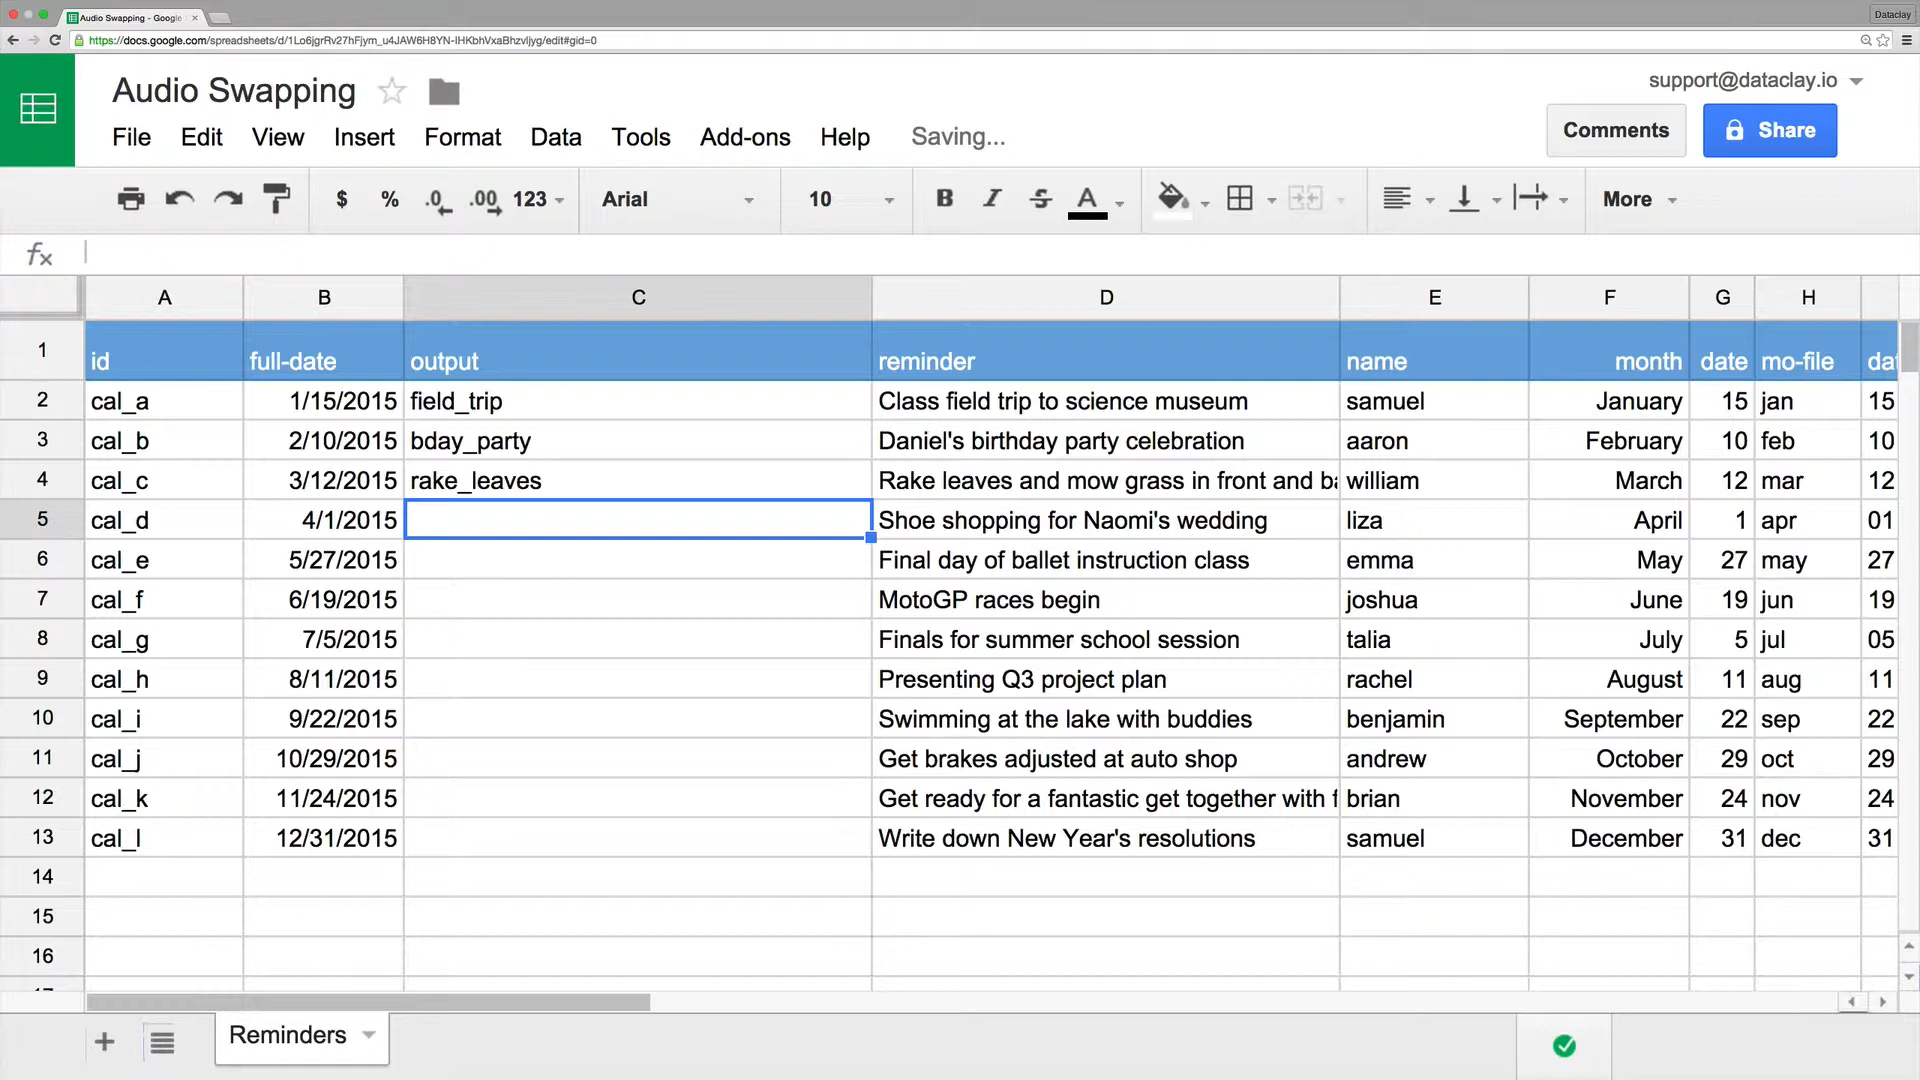 Audio Swapping - Google
Dataclay
https://docs.google.com/spreadsheets/d/1Lo6jgrRv27hFjym_u4JAW6H8YN-IHKbhVxaBhzvljyg/edit#gid=0
Audio Swapping
support@dataclay.io
File Edit View Insert Format Data Tools Add-ons Help Saving...
Comments
Share
$ % .0 .00 123 Arial 10 B I S A More
fx
A B C D E F G H
1 id full-date output reminder name month date mo-file dat
2 cal_a 1/15/2015 field_trip Class field trip to science museum samuel January 15 jan 15
3 cal_b 2/10/2015 bday_party Daniel's birthday party celebration aaron February 10 feb 10
4 cal_c 3/12/2015 rake_leaves Rake leaves and mow grass in front and ba william March 12 mar 12
5 cal_d 4/1/2015 Shoe shopping for Naomi's wedding liza April 1 apr 01
6 cal_e 5/27/2015 Final day of ballet instruction class emma May 27 may 27
7 cal_f 6/19/2015 MotoGP races begin joshua June 19 jun 19
8 cal_g 7/5/2015 Finals for summer school session talia July 5 jul 05
9 cal_h 8/11/2015 Presenting Q3 project plan rachel August 11 aug 11
10 cal_i 9/22/2015 Swimming at the lake with buddies benjamin September 22 sep 22
11 cal_j 10/29/2015 Get brakes adjusted at auto shop andrew October 29 oct 29
12 cal_k 11/24/2015 Get ready for a fantastic get together with f brian November 24 nov 24
13 cal_l 12/31/2015 Write down New Year's resolutions samuel December 31 dec 31
14
15
16
17
Reminders